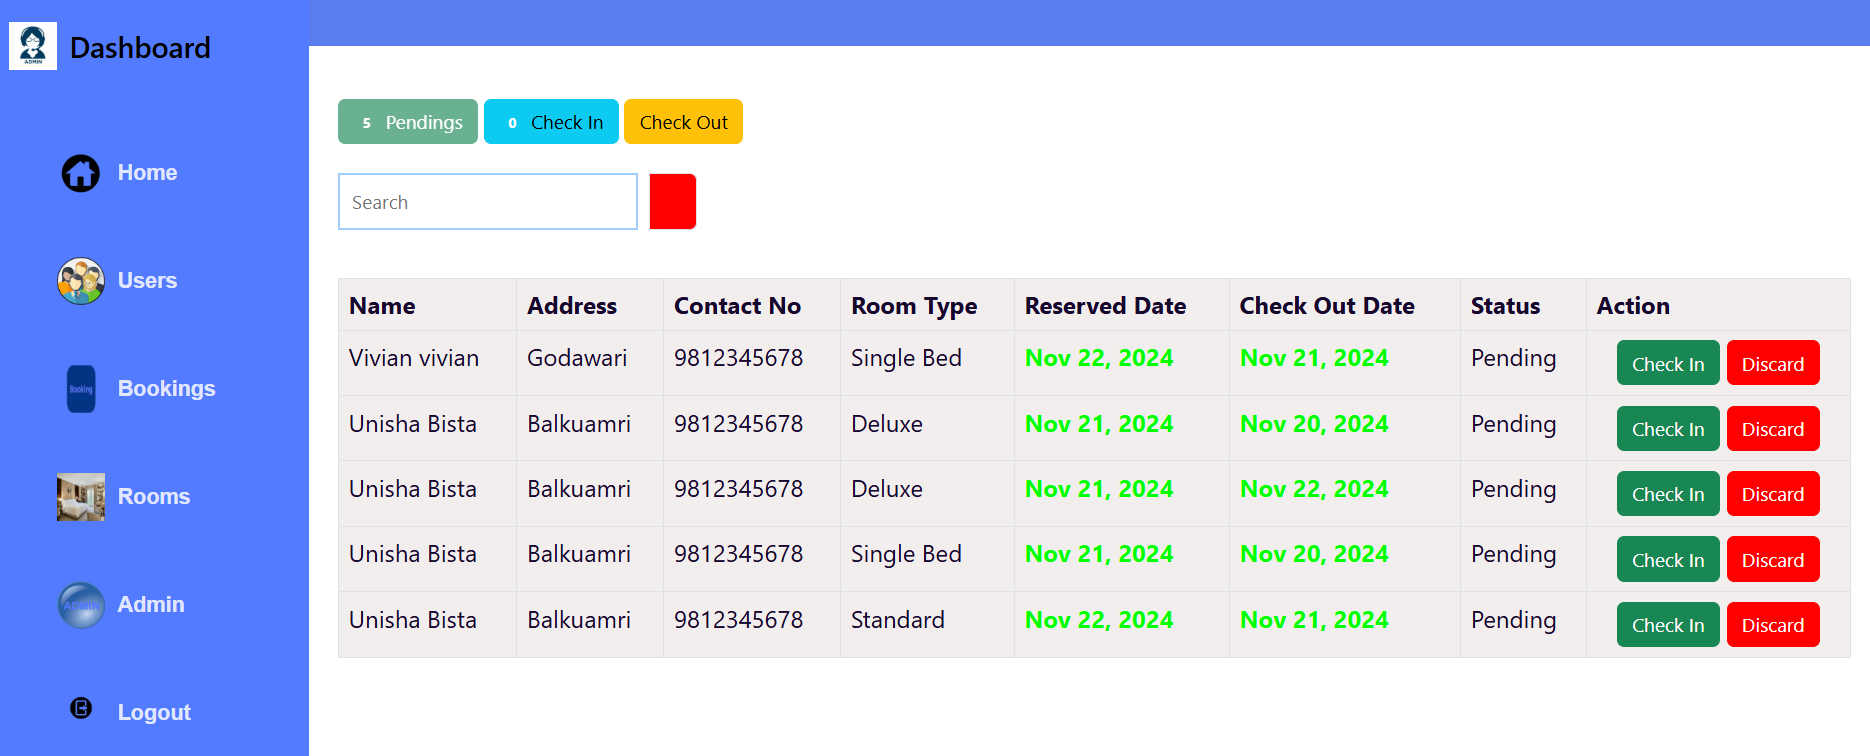 ADMIN
Dashboard
Home
Users
Booking
Bookings
Rooms
ADMIN
Admin
Logout
5 Pendings 0 Check In Check Out
Search
Name Address Contact No Room Type Reserved Date Check Out Date Status Action
Vivian vivian Godawari 9812345678 Single Bed Nov 22, 2024 Nov 21, 2024 Pending Check In Discard
Unisha Bista Balkuamri 9812345678 Deluxe Nov 21, 2024 Nov 20, 2024 Pending Check In Discard
Unisha Bista Balkuamri 9812345678 Deluxe Nov 21, 2024 Nov 22, 2024 Pending Check In Discard
Unisha Bista Balkuamri 9812345678 Single Bed Nov 21, 2024 Nov 20, 2024 Pending Check In Discard
Unisha Bista Balkuamri 9812345678 Standard Nov 22, 2024 Nov 21, 2024 Pending Check In Discard